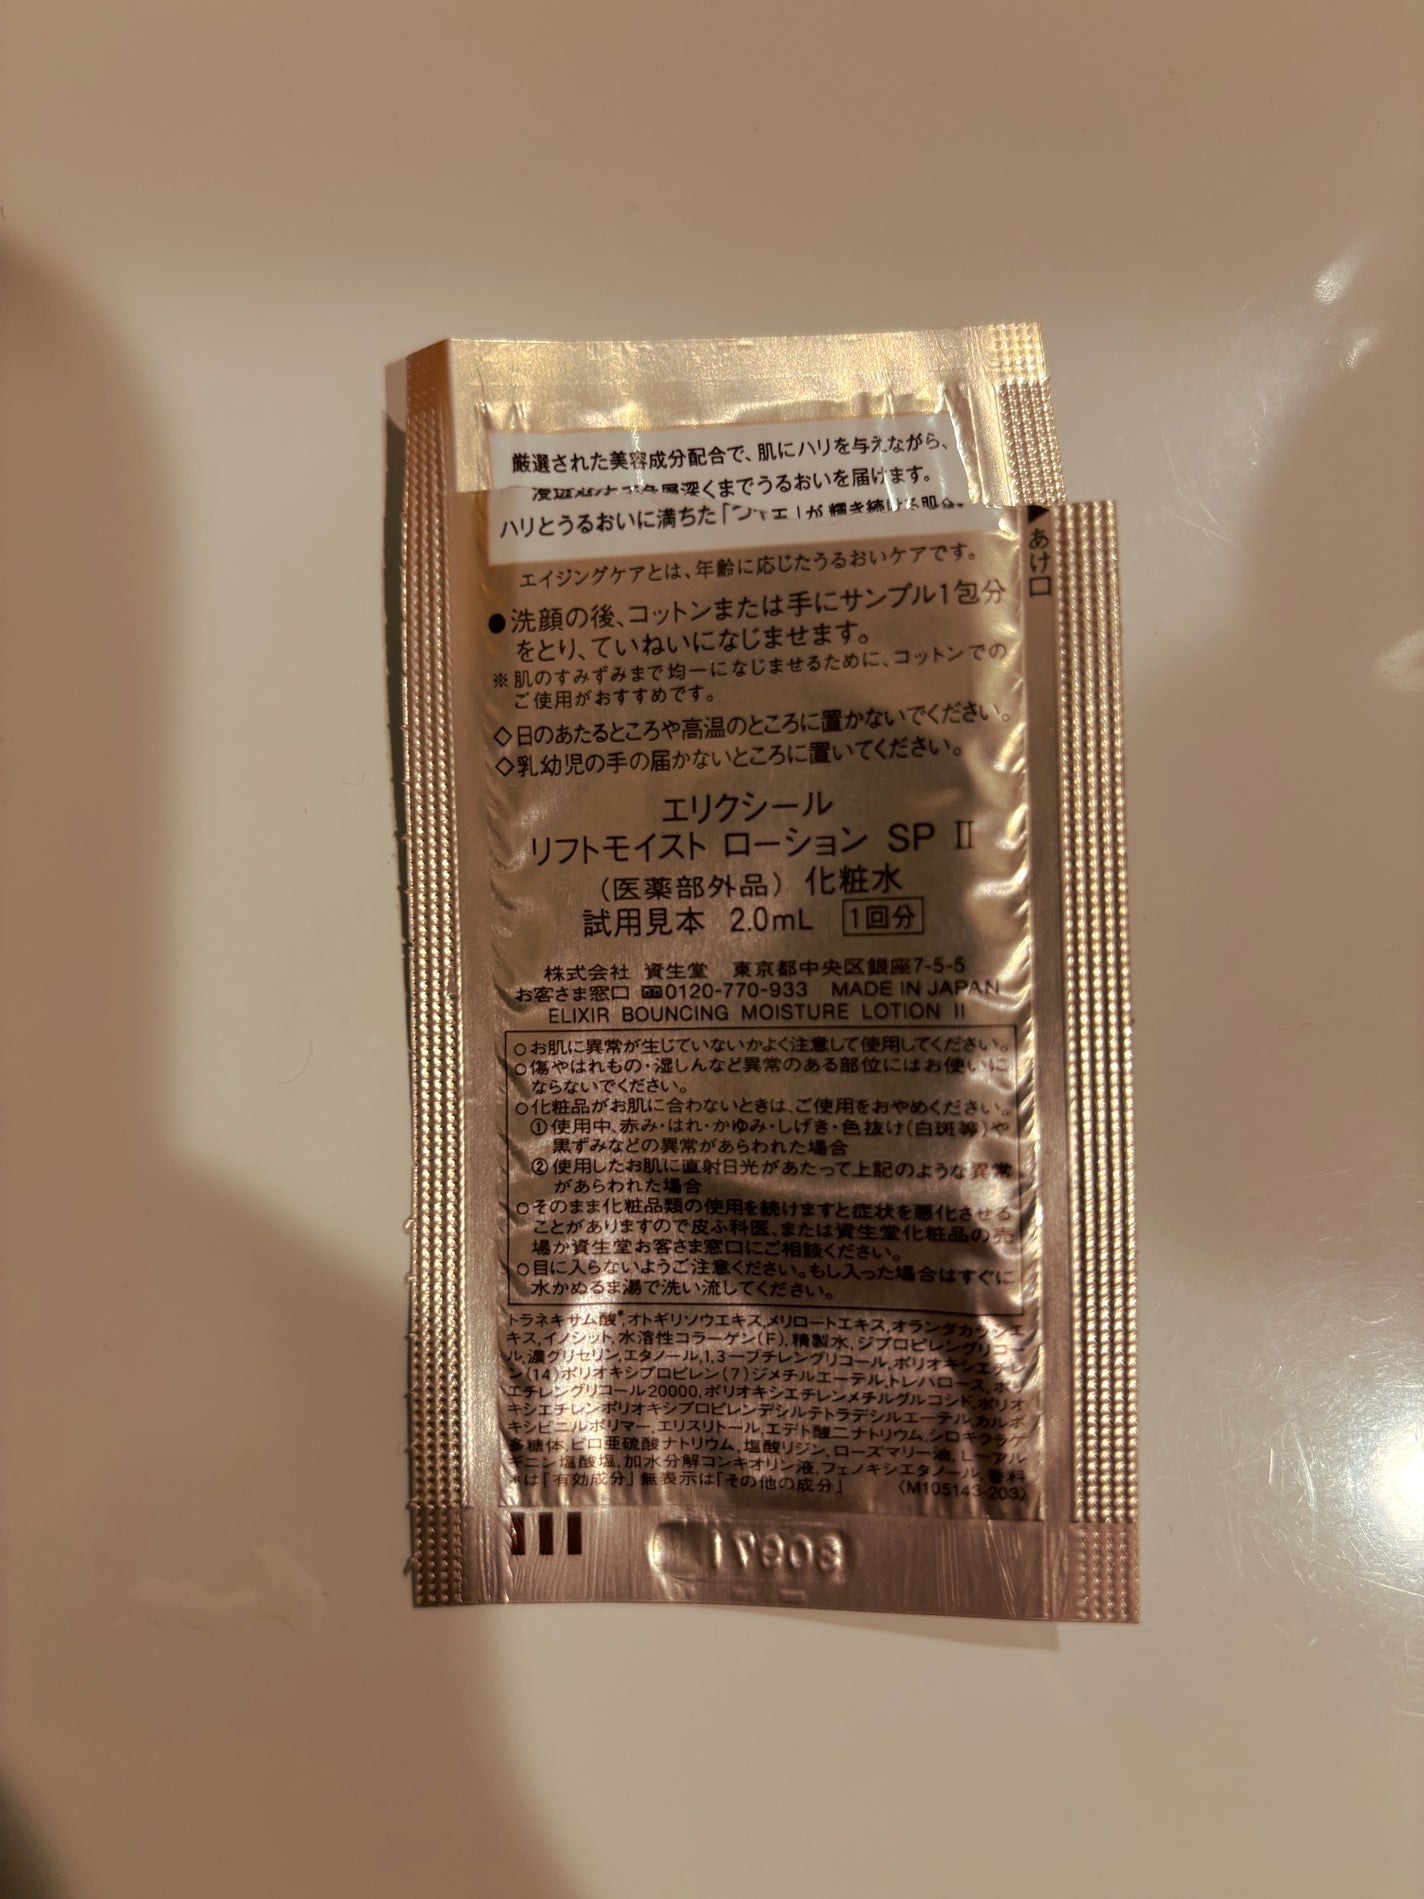 厳選された美容成分配合で、肌にハリを与えながら、
深くまでうるおいを届けます。
ハリとうるおいに満ちた「つやが輝き続ける肌
エイジングケアとは、年齢に応じたうるおいケアです。
▶あけ口
●洗顔の後、コットンまたは手にサンプル1包分
をとり、ていねいになじませます。
※肌のすみずみまで均一になじませるために、コットンでの
ご使用がおすすめです。
◇日のあたるところや高温のところに置かないでください。
◇乳幼児の手の届かないところに置いてください。
エリクシール
リフトモイスト ローション SP Ⅱ
(医薬部外品) 化粧水
試用見本 2.0mL 1回分
株式会社 資生堂 東京都中央区銀座7-5-5
お客さま窓口 0120-770-933 MADE IN JAPAN
ELIXIR BOUNCING MOISTURE LOTION II
○お肌に異常が生じていないかよく注意して使用してください。
○傷やはれもの・湿しんなど異常のある部位にはお使いに
ならないでください。
○化粧品がお肌に合わないときは、ご使用をおやめください。
①使用中、赤み・はれ・かゆみ・しげき・色抜け(白斑等)や
黒ずみなどの異常があらわれた場合
②使用したお肌に直射日光があたって上記のような異常
があらわれた場合
○そのまま化粧品類の使用を続けますと症状を悪化させる
ことがありますので皮ふ科医、または資生堂化粧品の売
場か資生堂お客さま窓口にご相談ください。
○目に入らないようご注意ください。もし入った場合はすぐに
水かぬるま湯で洗い流してください。
トラネキサム酸*,オトギリソウエキス,メリロートエキス,オランダカラシエ
キス,イノシット,水溶性コラーゲン(F),精製水,ジプロピレングリコー
ル,濃グリセリン,エタノール,1,3-ブチレングリコール,ポリオキシエチレ
ン(14)ポリオキシプロピレン(7)ジメチルエーテル,トレハロース,ポリ
エチレングリコール20000,ポリオキシエチレンメチルグルコシド,ポリオ
キシエチレンポリオキシプロピレンデシルテトラデシルエーテル,カルボ
キシビニルポリマー,エリスリトール,エデト酸二ナトリウム,シロキクラゲ
多糖体,ピロ亜硫酸ナトリウム,塩酸リジン,ローズマリー油,L-アル
ギニン塩酸塩,加水分解コンキオリン液,フェノキシエタノール,香料
*は「有効成分」無表示は「その他の成分」 〈M105143-203〉